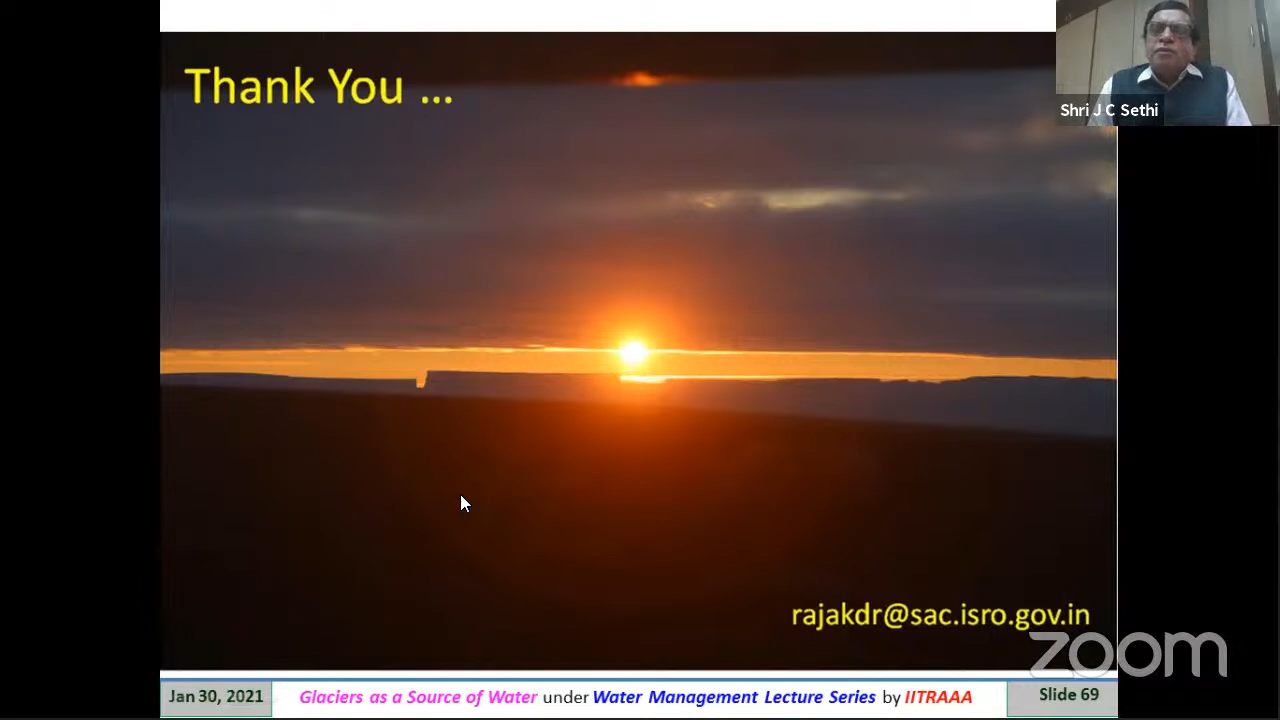 Thank You ...
Shri J C Sethi
rajakdr@sac.isro.gov.in
zoom
Jan 30, 2021
Glaciers as a Source of Water under Water Management Lecture Series by IITRAAA
Slide 69